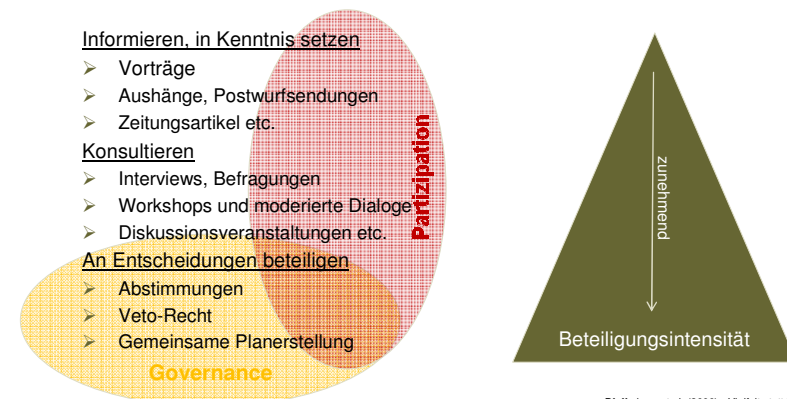 Informieren, in Kenntnis setzen
Vorträge
Aushänge, Postwurfsendungen
Zeitungsartikel etc.
Konsultieren
Interviews, Befragungen
Workshops und moderierte Dialoge
Diskussionsveranstaltungen etc.
An Entscheidungen beteiligen
Abstimmungen
Veto-Recht
Gemeinsame Planerstellung
Governance
Partizipation
zunehmend
Beteiligungsintensität